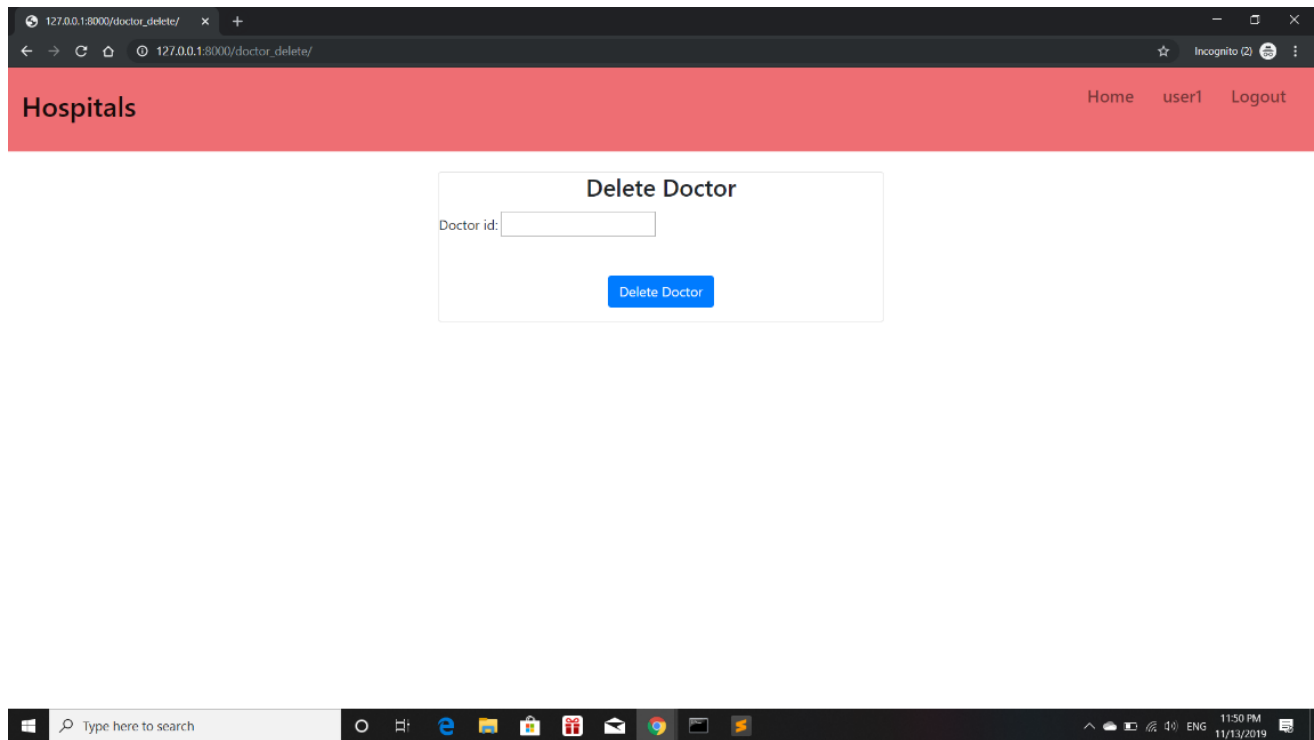 127.0.0.1:8000/doctor_delete/
127.0.0.1:8000/doctor_delete/
Incognito (2)
Hospitals
Home user1 Logout
Delete Doctor
Doctor id:
Delete Doctor
Type here to search
ENG
11:50 PM
11/13/2019